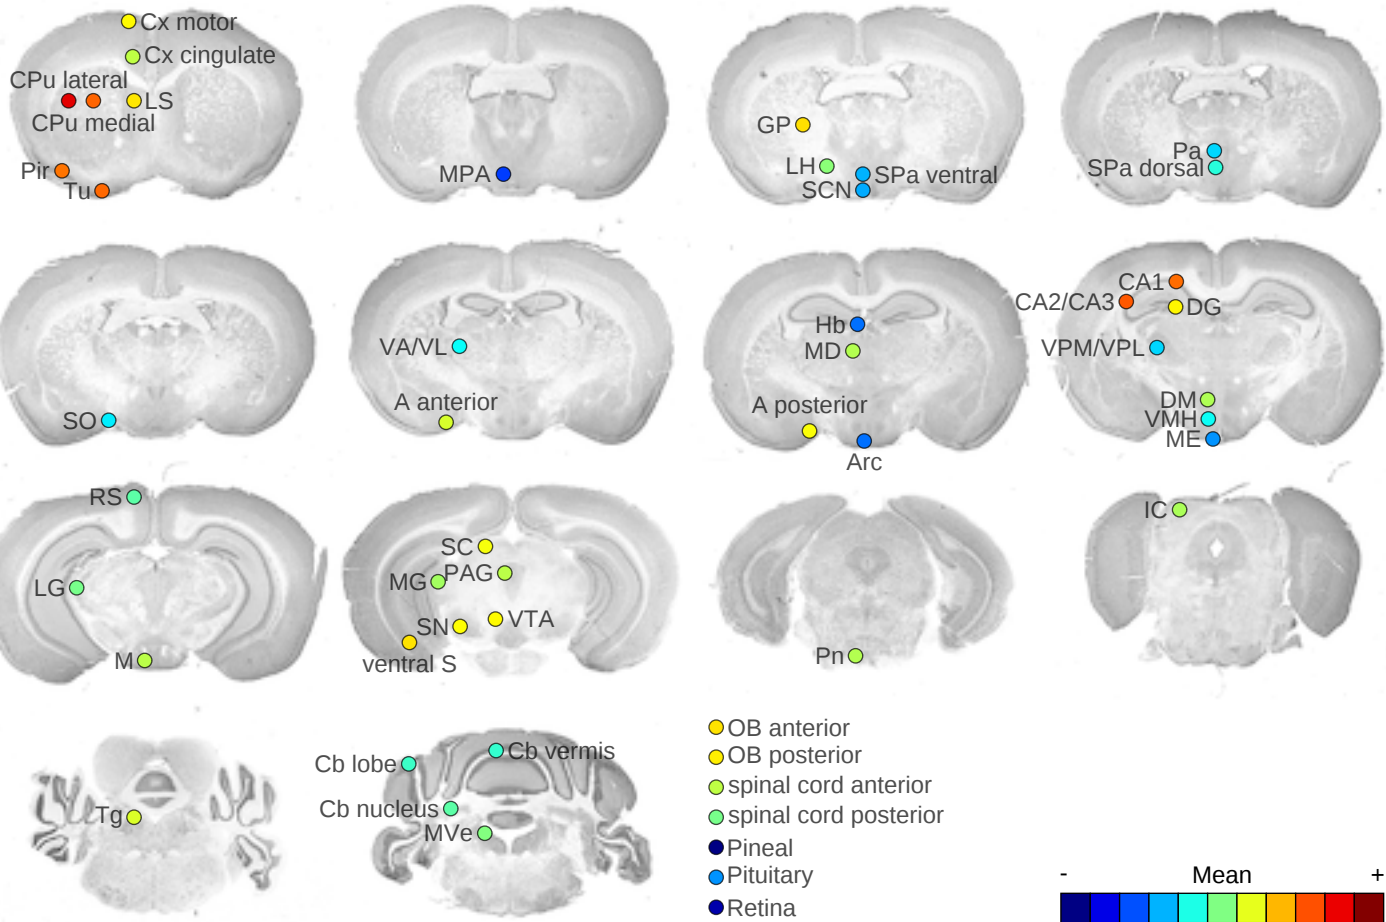 Cx motor
Cx cingulate
CPu lateral
LS
CPu medial
Pir
Tu
MPA
GP
LH
SPa ventral
SCN
Pa
SPa dorsal
SO
VA/VL
A anterior
Hb
MD
A posterior
Arc
CA1
CA2/CA3
DG
VPM/VPL
DM
VMH
ME
RS
LG
M
SC
MG
PAG
SN
VTA
ventral S
Pn
IC
Tg
Cb lobe
Cb vermis
Cb nucleus
MVe
OB anterior
OB posterior
spinal cord anterior
spinal cord posterior
Pineal
Pituitary
Retina
- Mean +